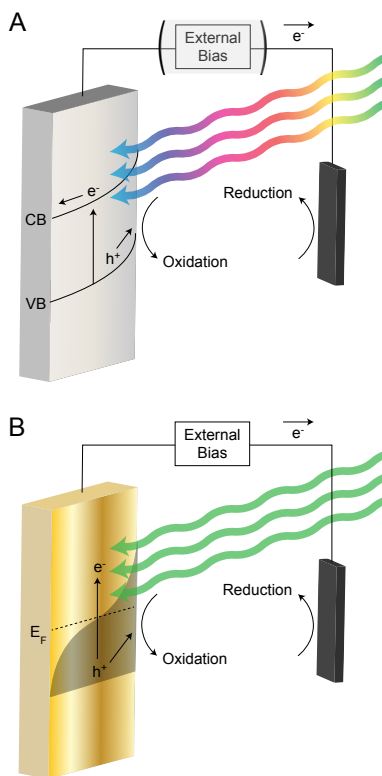 A
External
Bias
e⁻
e⁻
CB
Reduction
h⁺
Oxidation
VB
B
External
Bias
e⁻
e⁻
Reduction
E_F
h⁺
Oxidation